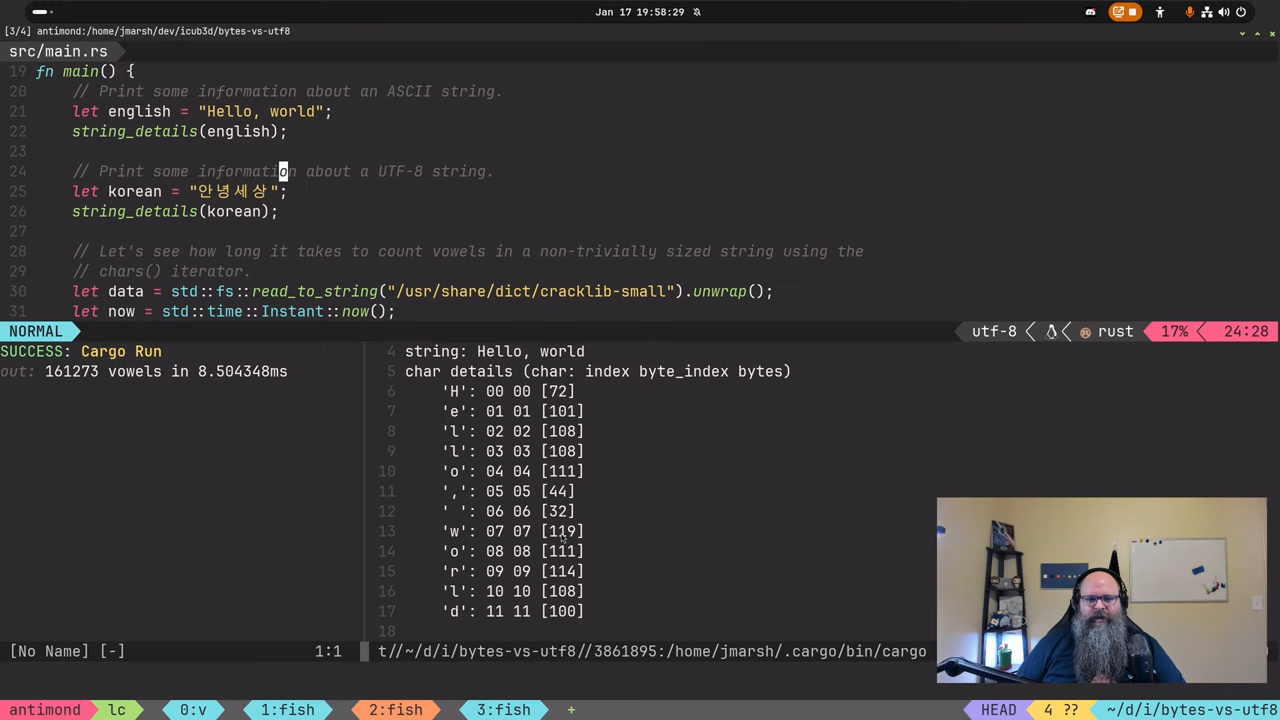 Jan 17 19:58:29
[3/4] antimond:/home/jmarsh/dev/icub3d/bytes-vs-utf8
src/main.rs
19 fn main() {
20 // Print some information about an ASCII string.
21 let english = "Hello, world";
22 string_details(english);
23
24 // Print some information about a UTF-8 string.
25 let korean = "안녕세상";
26 string_details(korean);
27
28 // Let's see how long it takes to count vowels in a non-trivially sized string using the
29 // chars() iterator.
30 let data = std::fs::read_to_string("/usr/share/dict/cracklib-small").unwrap();
31 let now = std::time::Instant::now();
NORMAL utf-8 rust 17% 24:28
SUCCESS: Cargo Run
out: 161273 vowels in 8.504348ms
4 string: Hello, world
5 char details (char: index byte_index bytes)
6 'H': 00 00 [72]
7 'e': 01 01 [101]
8 'l': 02 02 [108]
9 'l': 03 03 [108]
10 'o': 04 04 [111]
11 ',': 05 05 [44]
12 ' ': 06 06 [32]
13 'w': 07 07 [119]
14 'o': 08 08 [111]
15 'r': 09 09 [114]
16 'l': 10 10 [108]
17 'd': 11 11 [100]
18
[No Name] [-] 1:1
t//~/d/i/bytes-vs-utf8//3861895:/home/jmarsh/.cargo/bin/cargo
antimond lc 0:v 1:fish 2:fish 3:fish + HEAD 4 ?? ~/d/i/bytes-vs-utf8